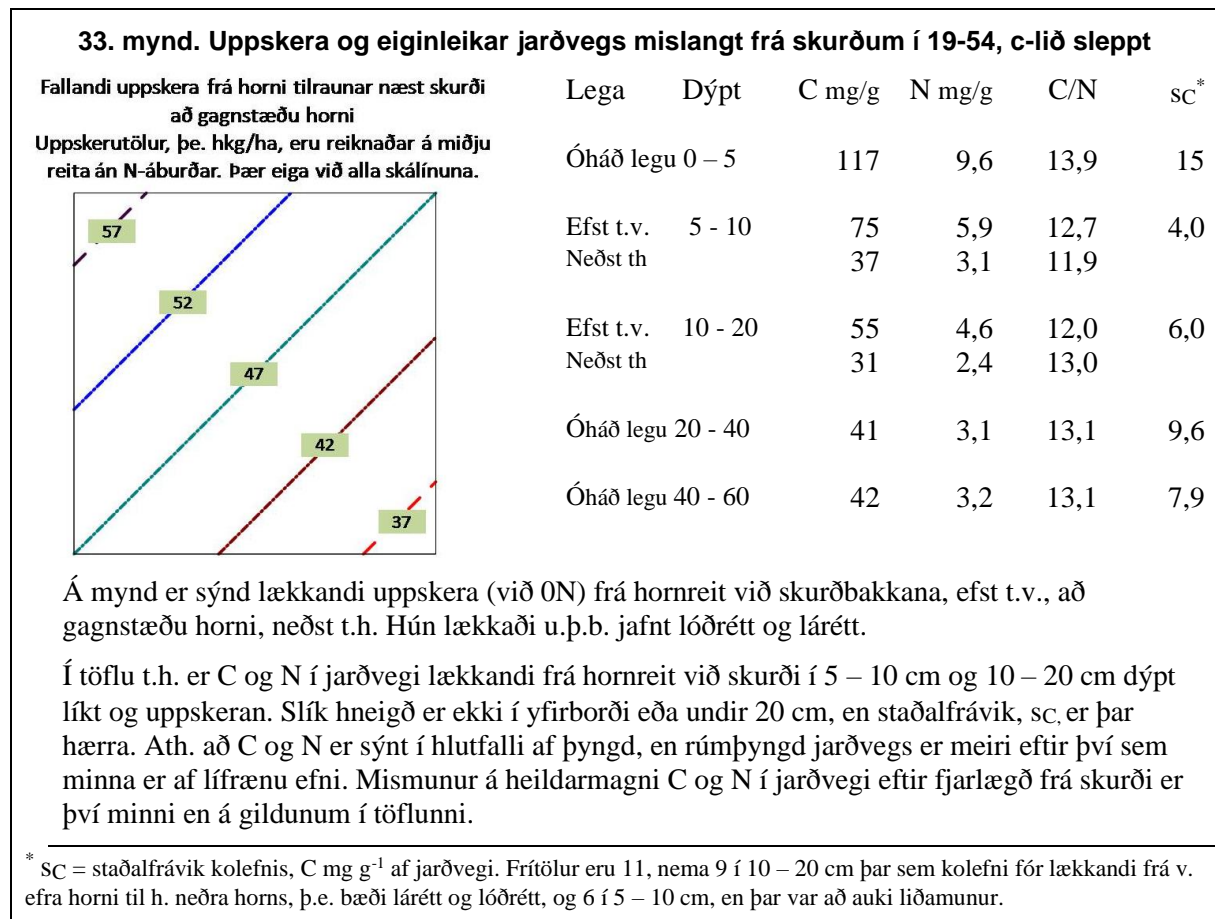 33. mynd. Uppskera og eiginleikar jarðvegs mislangt frá skurðum í 19-54, c-lið sleppt
Fallandi uppskera frá horni tilraunar næst skurði
að gagnstæðu horni
Uppskerutölur, þe. hkg/ha, eru reiknaðar á miðju
reita án N-áburðar. Þær eiga við alla skálínuna.
57
52
47
42
37
Lega Dýpt C mg/g N mg/g C/N sC*
Óháð legu 0 – 5 117 9,6 13,9 15
Efst t.v. 5 - 10 75 5,9 12,7 4,0
Neðst th 37 3,1 11,9
Efst t.v. 10 - 20 55 4,6 12,0 6,0
Neðst th 31 2,4 13,0
Óháð legu 20 - 40 41 3,1 13,1 9,6
Óháð legu 40 - 60 42 3,2 13,1 7,9
Á mynd er sýnd lækkandi uppskera (við 0N) frá hornreit við skurðbakkana, efst t.v., að
gagnstæðu horni, neðst t.h. Hún lækkaði u.þ.b. jafnt lóðrétt og lárétt.
Í töflu t.h. er C og N í jarðvegi lækkandi frá hornreit við skurði í 5 – 10 cm og 10 – 20 cm dýpt
líkt og uppskeran. Slík hneigð er ekki í yfirborði eða undir 20 cm, en staðalfrávik, sC, er þar
hærra. Ath. að C og N er sýnt í hlutfalli af þyngd, en rúmþyngd jarðvegs er meiri eftir því sem
minna er af lífrænu efni. Mismunur á heildarmagni C og N í jarðvegi eftir fjarlægð frá skurði er
því minni en á gildunum í töflunni.
* sC = staðalfrávik kolefnis, C mg g-1 af jarðvegi. Frítölur eru 11, nema 9 í 10 – 20 cm þar sem kolefni fór lækkandi frá v.
efra horni til h. neðra horns, þ.e. bæði lárétt og lóðrétt, og 6 í 5 – 10 cm, en þar var að auki liðamunur.